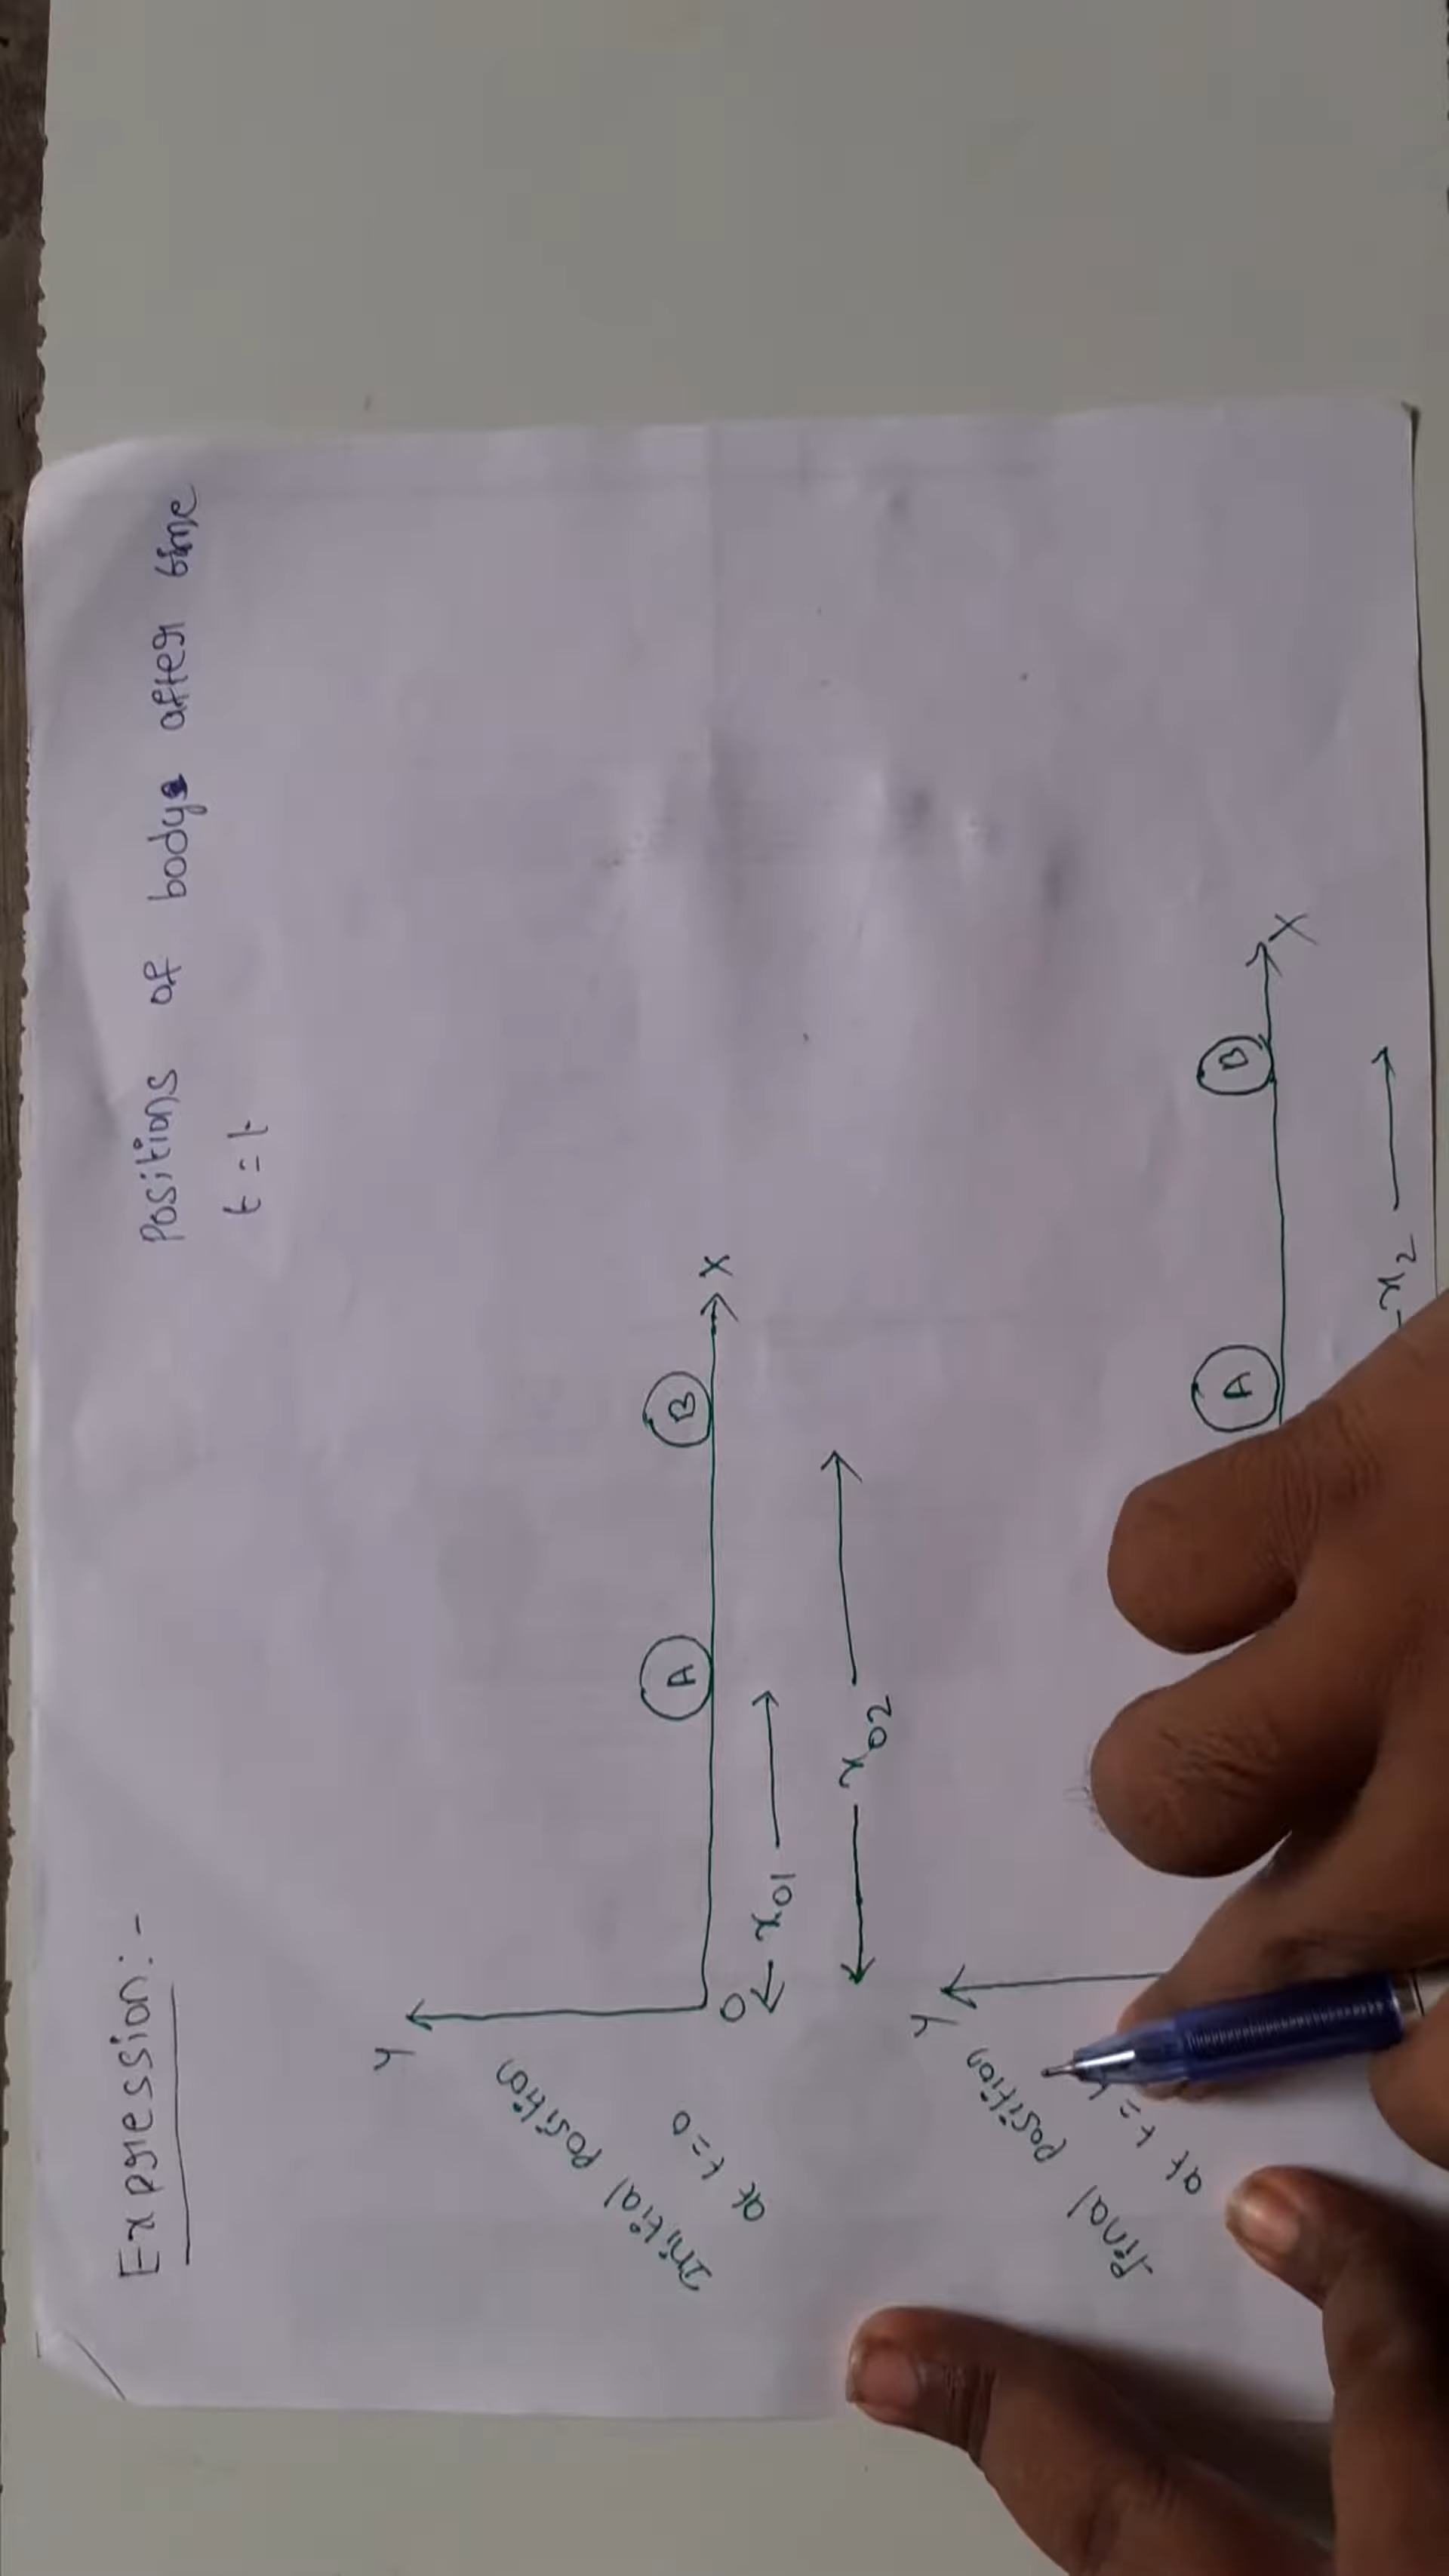 Expression:-
Positions of bodys after time
t = t
Y
Initial position
at t=0
A
B
X
O
x01
x02
Y
Final position
at t=
A
B
X
x2